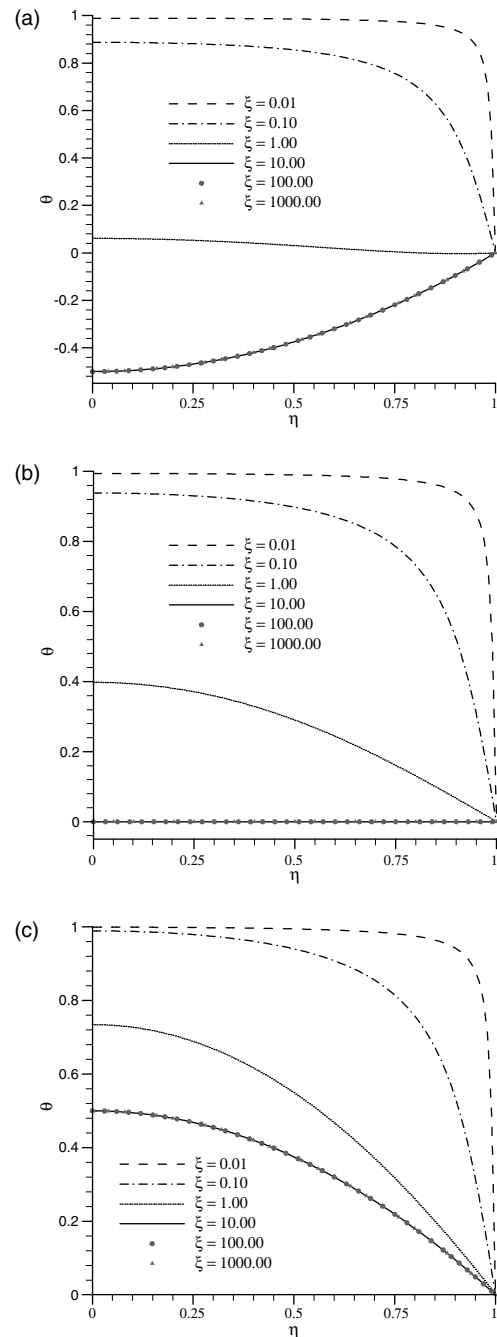 (a)
1
0.8
0.6
0.4
0.2
0
-0.2
-0.4
θ
ξ = 0.01
ξ = 0.10
ξ = 1.00
ξ = 10.00
ξ = 100.00
ξ = 1000.00
0 0.25 0.5 0.75 1
η
(b)
1
0.8
0.6
0.4
0.2
0
θ
ξ = 0.01
ξ = 0.10
ξ = 1.00
ξ = 10.00
ξ = 100.00
ξ = 1000.00
0 0.25 0.5 0.75 1
η
(c)
1
0.8
0.6
0.4
0.2
0
θ
ξ = 0.01
ξ = 0.10
ξ = 1.00
ξ = 10.00
ξ = 100.00
ξ = 1000.00
0 0.25 0.5 0.75 1
η